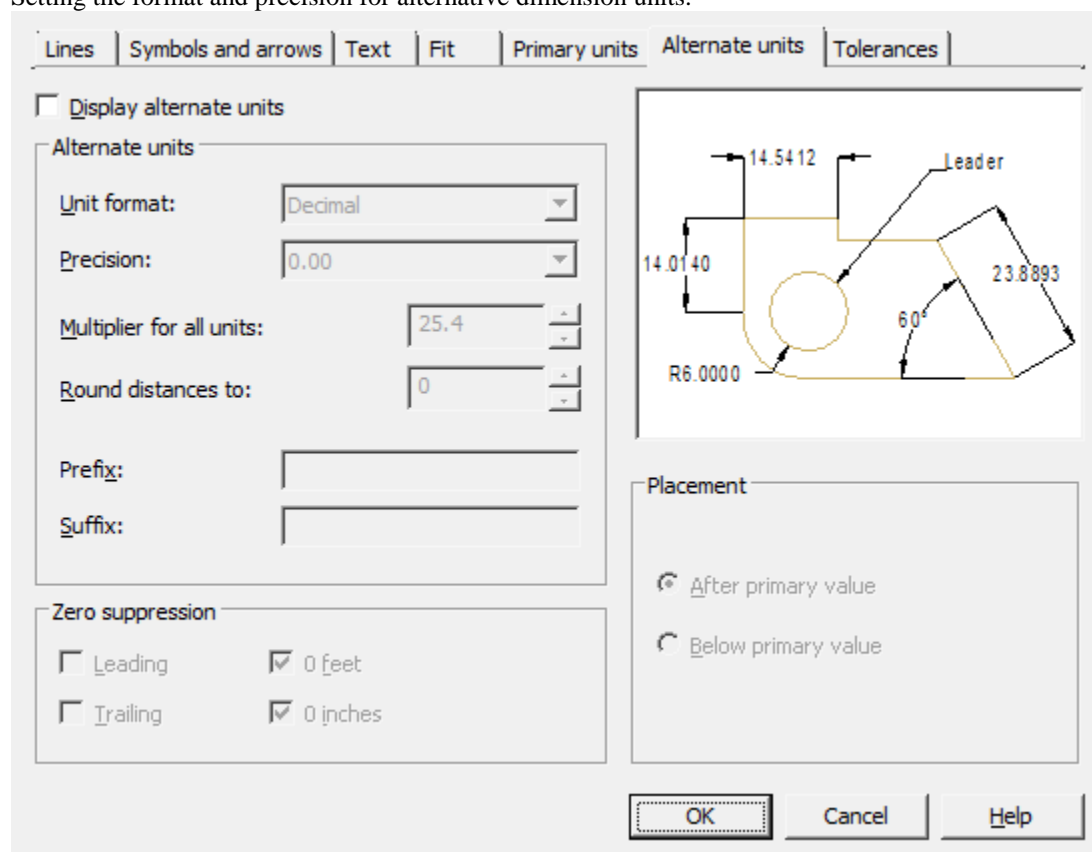 Setting the format and precision for alternative dimension units.
Lines Symbols and arrows Text Fit Primary units Alternate units Tolerances
Display alternate units
Alternate units
Unit format: Decimal
Precision: 0.00
Multiplier for all units: 25.4
Round distances to: 0
Prefix:
Suffix:
Zero suppression
Leading 0 feet
Trailing 0 inches
14.5412
Leader
14.0140
23.8893
60°
R6.0000
Placement
After primary value
Below primary value
OK Cancel Help